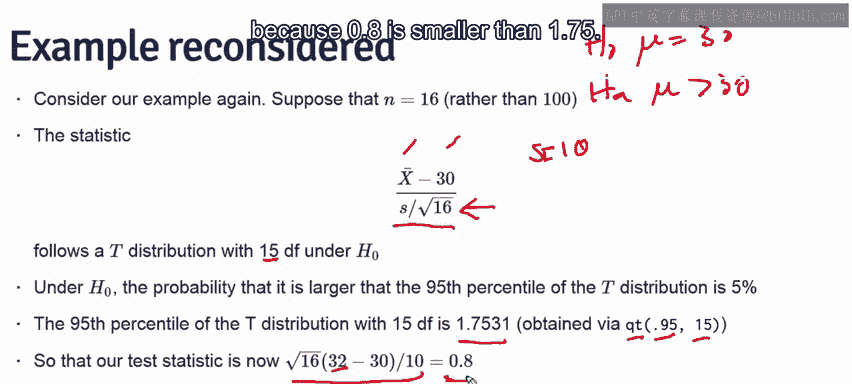 because 0.8 is smaller than 1.75.
Example reconsidered
H₀ μ = 30
Hₐ μ > 30
• Consider our example again. Suppose that n = 16 (rather than 100)
• The statistic
X̄ − 30
s/√16
follows a T distribution with 15 df under H₀
• Under H₀, the probability that it is larger that the 95th percentile of the T distribution is 5%
• The 95th percentile of the T distribution with 15 df is 1.7531 (obtained via qt(.95, 15))
• So that our test statistic is now √16(32 − 30)/10 = 0.8